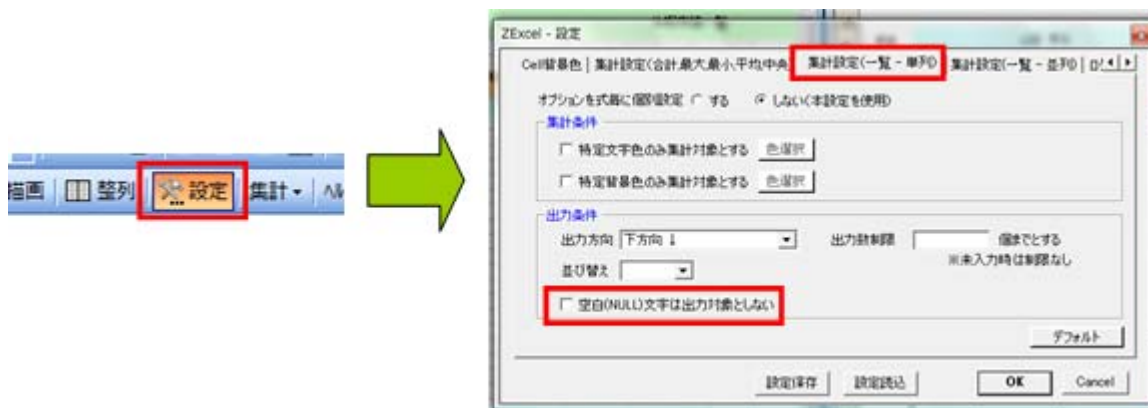 描画 整列 設定 集計
ZExcel - 設定
Cell背景色 集計設定(合計.最大.最小.平均.中央 集計設定(一覧 - 単列) 集計設定(一覧 - 並列)
オプションを式毎に個別設定 する しない(本設定を使用)
集計条件
特定文字色のみ集計対象とする 色選択
特定背景色のみ集計対象とする 色選択
出力条件
出力方向 下方向↓ 出力数制限 個までとする
※未入力時は制限なし
並び替え
空白(NULL)文字は出力対象としない
デフォルト
設定保存 設定読込 OK Cancel